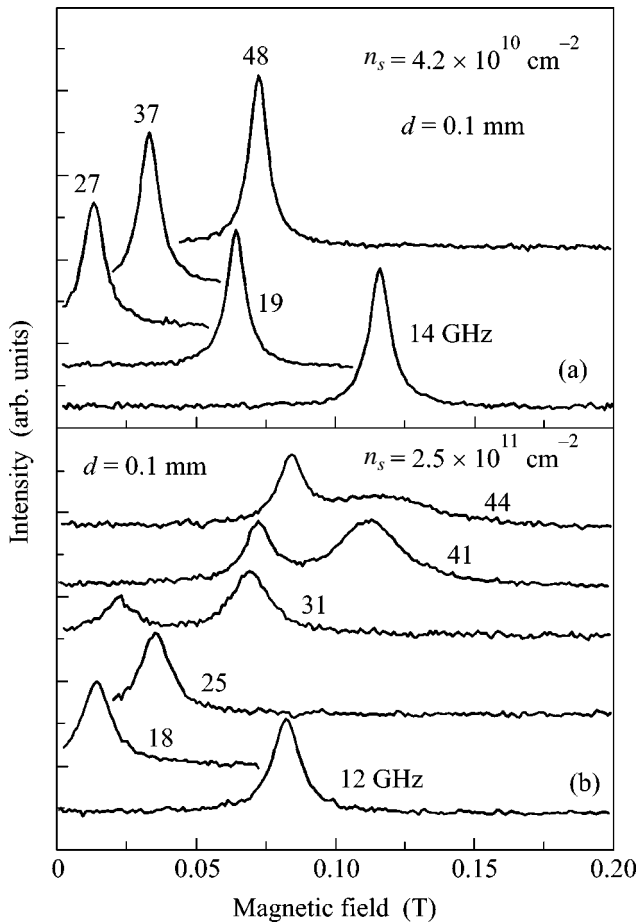 48
n_s = 4.2 × 10^10 cm^−2
37
d = 0.1 mm
27
19
14 GHz
(a)
d = 0.1 mm
n_s = 2.5 × 10^11 cm^−2
44
41
31
25
18
12 GHz
(b)
0 0.05 0.10 0.15 0.20
Magnetic field (T)
Intensity (arb. units)